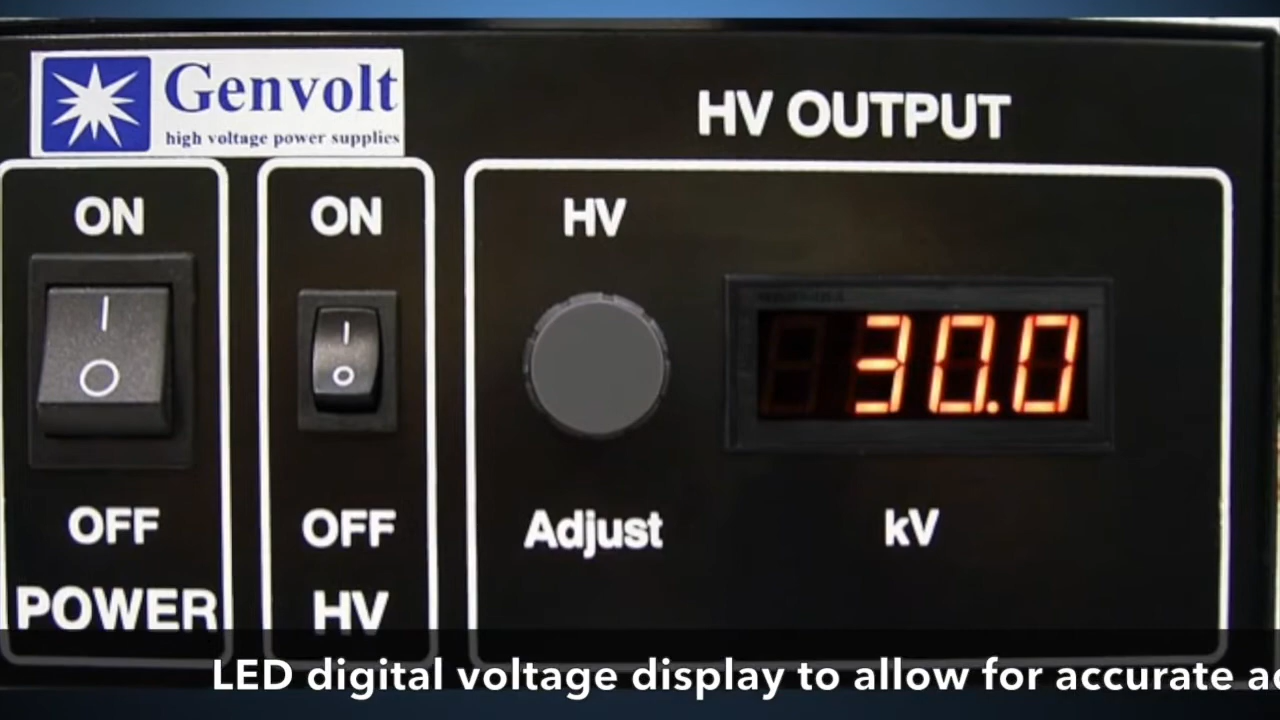 Genvolt
high voltage power supplies
HV OUTPUT
ON
ON
HV
30.0
OFF
OFF
Adjust
kV
POWER
HV
LED digital voltage display to allow for accurate